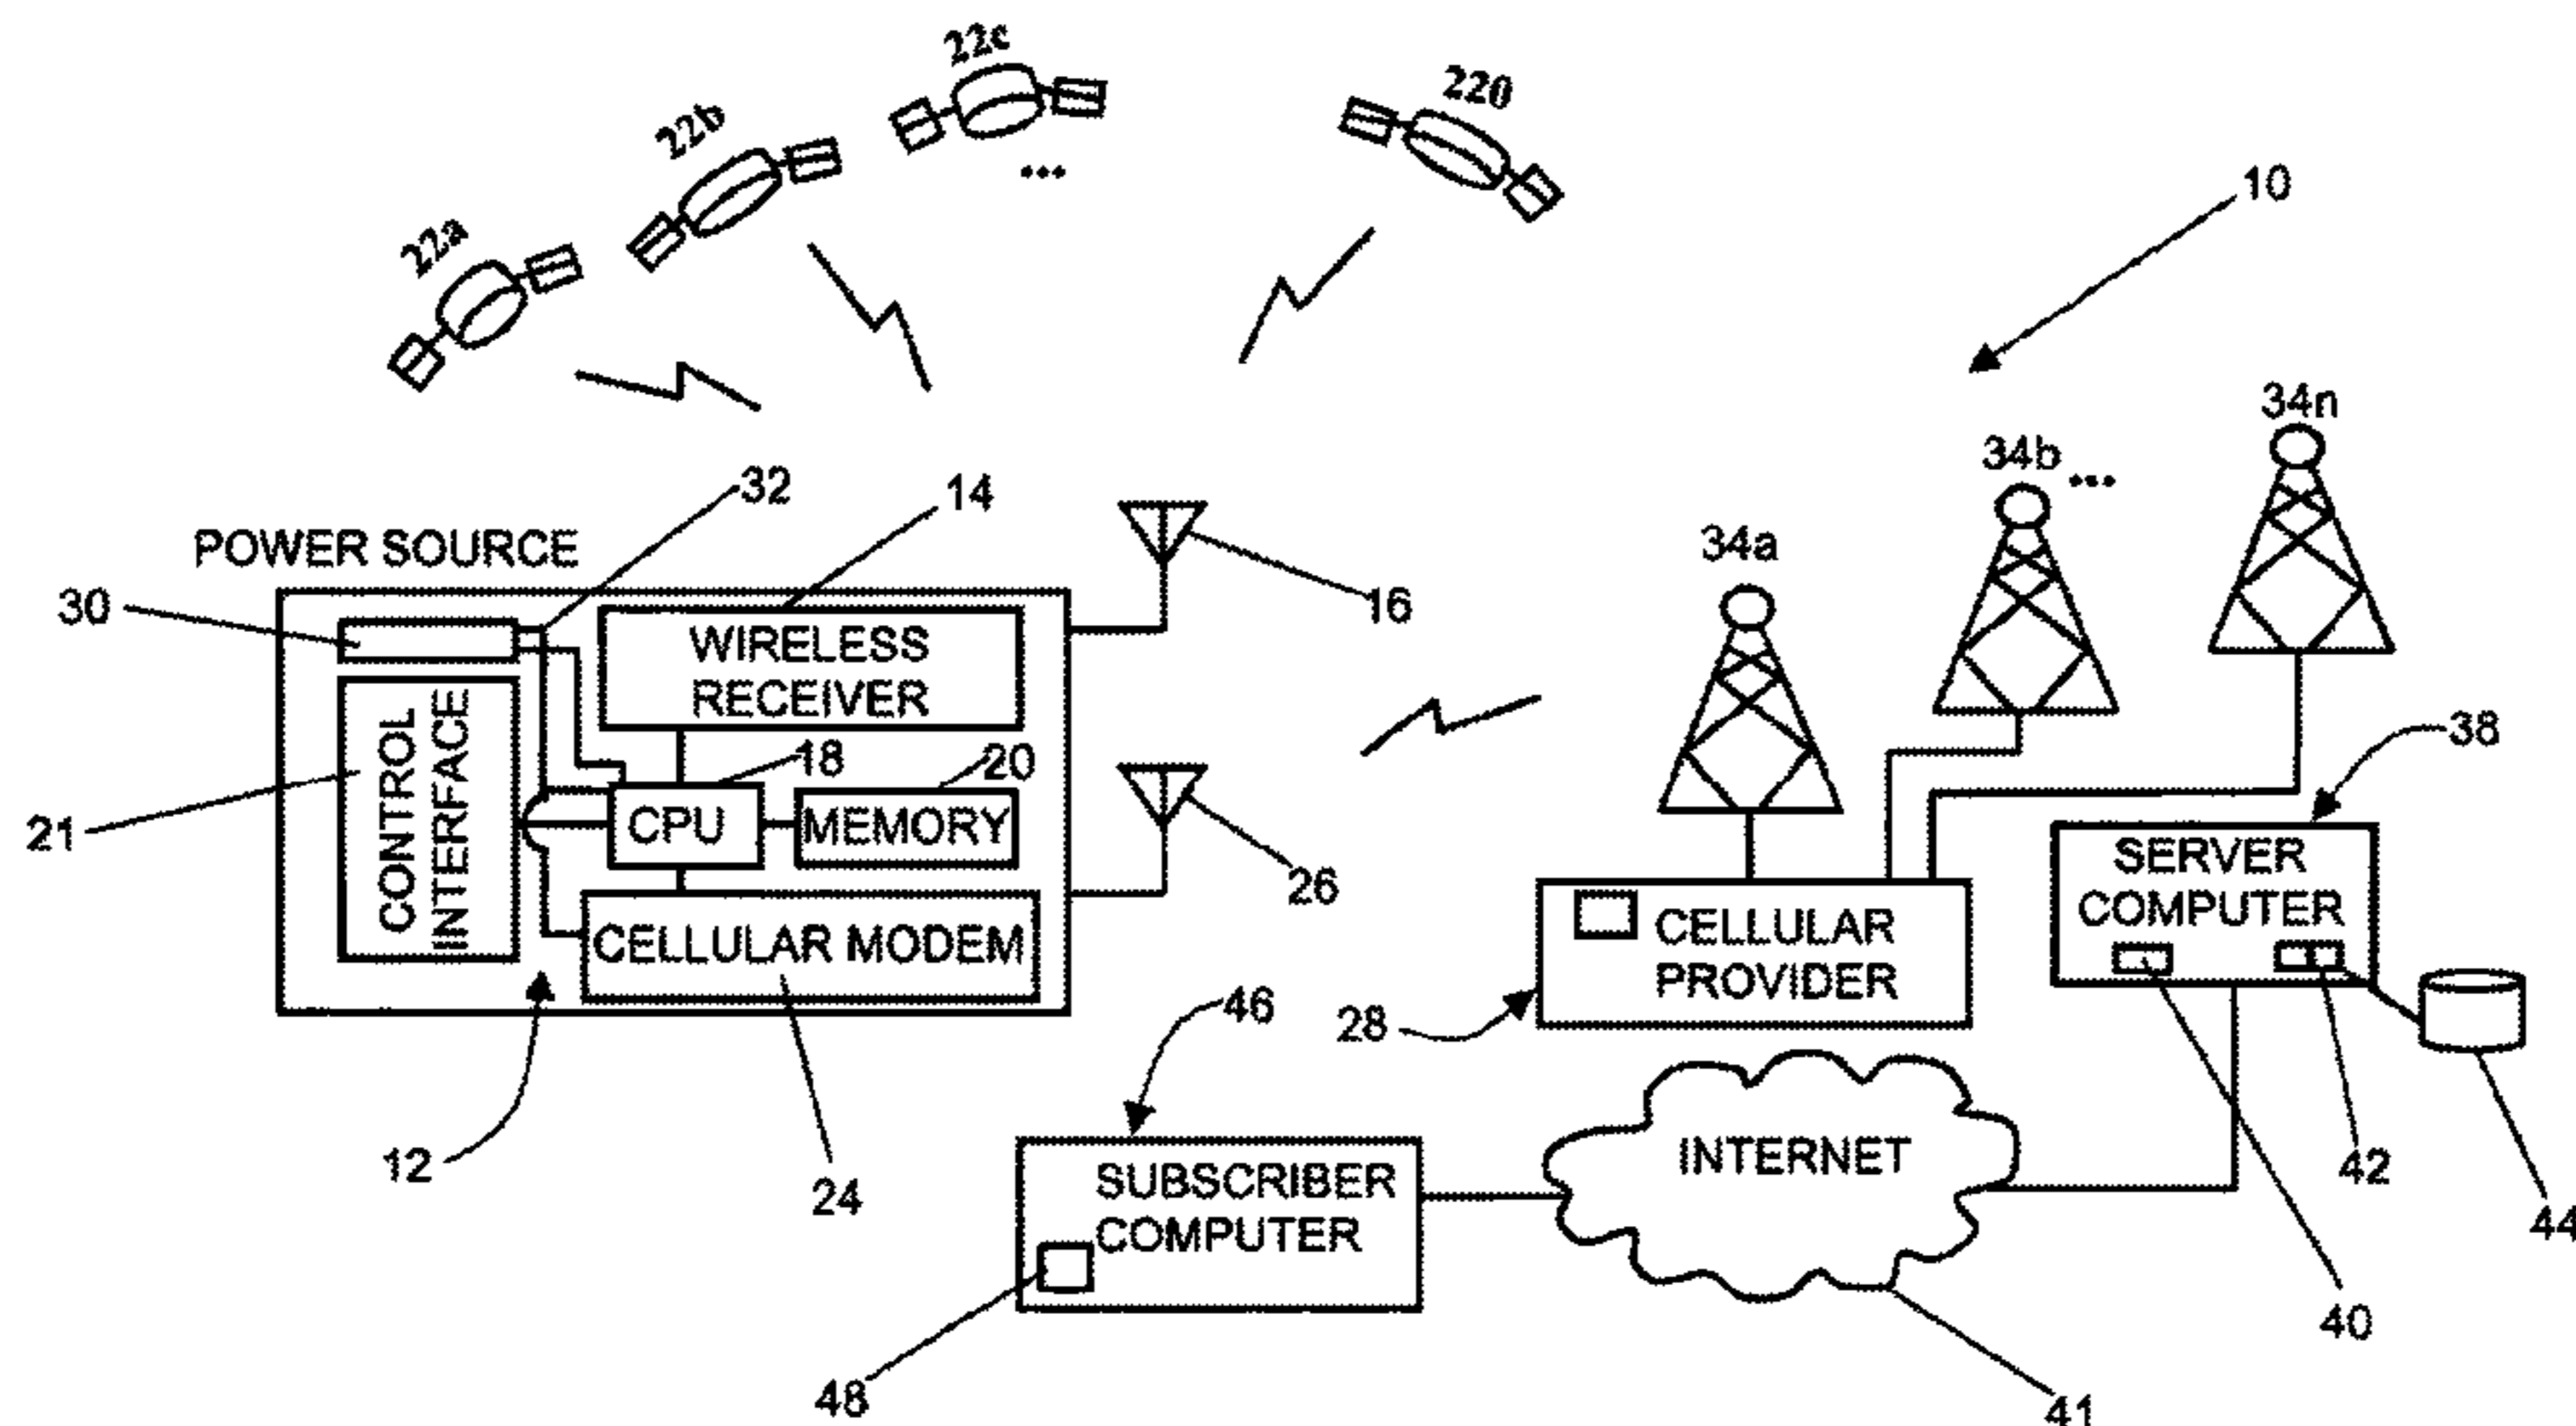 22c
220
22b
10
22a
34n
34b ...
32
14
34a
POWER SOURCE
30
16
WIRELESS
RECEIVER
38
18
20
CONTROL
INTERFACE
21
CPU
MEMORY
SERVER
COMPUTER
26
CELLULAR MODEM
CELLULAR
PROVIDER
46
28
12
24
INTERNET
42
SUBSCRIBER
COMPUTER
44
40
48
41